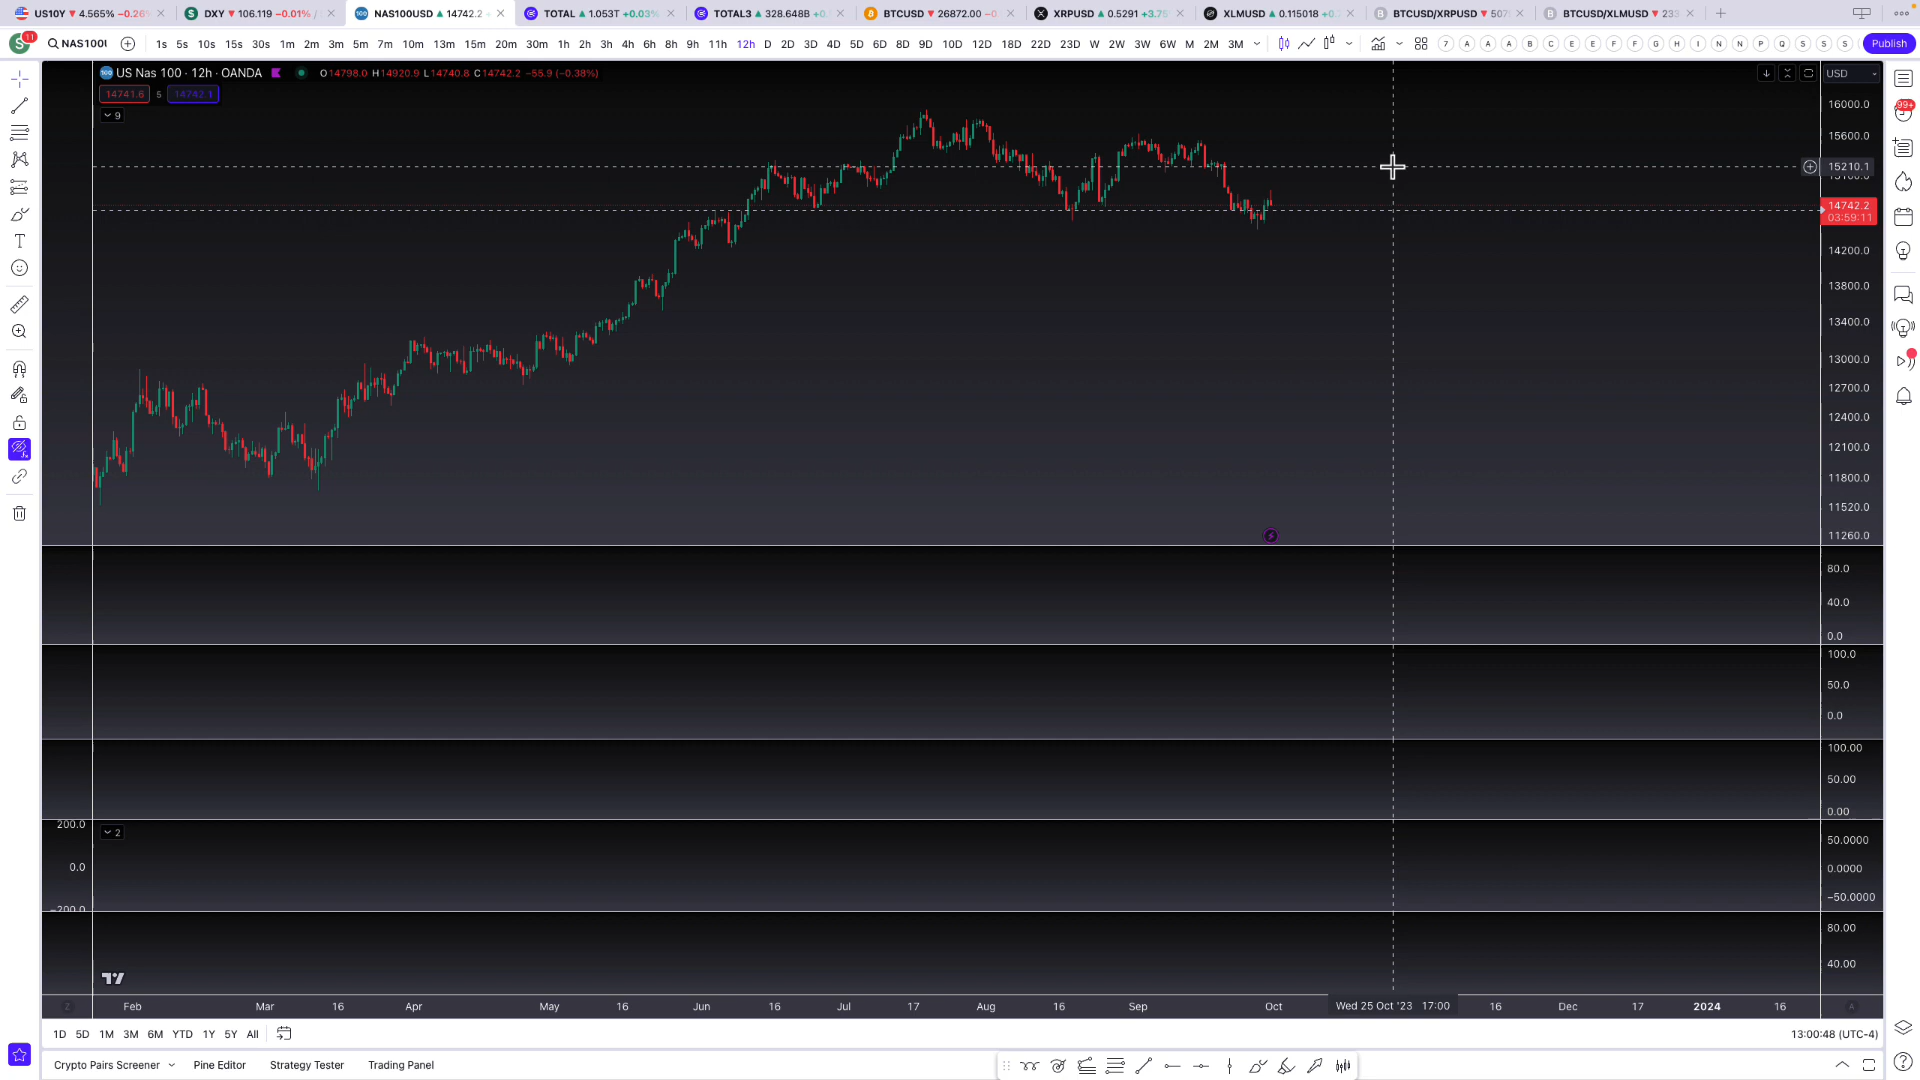 US10Y 4.565% −0.26
DXY 106.119 −0.01%
NAS100USD 14742.2
TOTAL 1.053T +0.03%
TOTAL3 328.648B
BTCUSD 26872.00
XRPUSD 0.5291 +3.75
XLMUSD 0.115018
BTCUSD/XRPUSD
BTCUSD/XLMUSD
S 11 NAS100U 1s 5s 10s 15s 30s 1m 2m 3m 5m 7m 10m 13m 15m 20m 30m 1h 2h 3h 4h 6h 8h 9h 11h 12h D 2D 3D 4D 5D 6D 8D 9D 10D 12D 18D 22D 23D W 2W 3W 6W M 2M 3M 7 A A A B C E E F F G H I N N P Q S S S Publish
US Nas 100 · 12h · OANDA O14798.0 H14920.9 L14740.8 C14742.2 −55.9 (−0.38%)
USD
14741.6 5 14742.1
9
99+
16000.0
15600.0
15210.1
14742.2
03:59:11
14200.0
13800.0
13400.0
13000.0
12700.0
12400.0
12100.0
11800.0
11520.0
11260.0
80.0
40.0
0.0
100.0
50.0
0.0
100.00
50.00
0.00
200.0 2 50.0000
0.0 0.0000
−200.0 −50.0000
80.00
40.00
Z Feb Mar 16 Apr May 16 Jun 16 Jul 17 Aug 16 Sep Oct Wed 25 Oct '23 17:00 16 Dec 17 2024 16 A
1D 5D 1M 3M 6M YTD 1Y 5Y All 13:00:48 (UTC-4)
Crypto Pairs Screener Pine Editor Strategy Tester Trading Panel